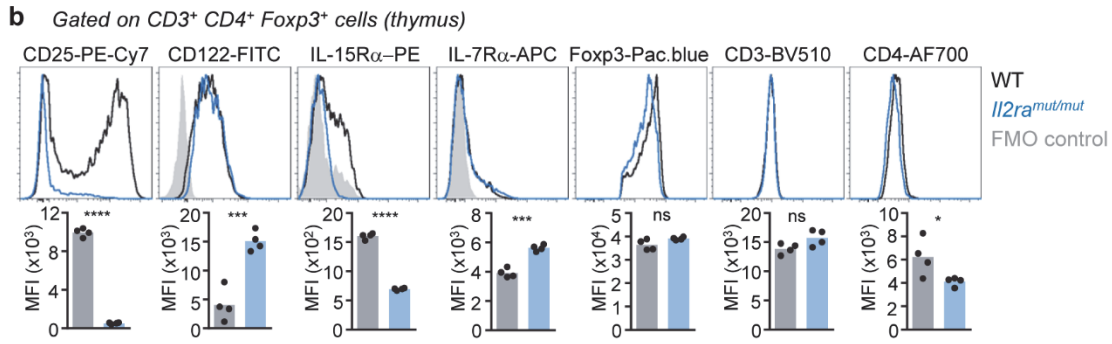 b Gated on CD3⁺ CD4⁺ Foxp3⁺ cells (thymus)
CD25-PE-Cy7 CD122-FITC IL-15Rα–PE IL-7Rα-APC Foxp3-Pac.blue CD3-BV510 CD4-AF700
WT
Il2raᵐᵘᵗ/ᵐᵘᵗ
FMO control
MFI (x10³)
12
8
4
0
****
MFI (x10³)
20
15
10
5
0
***
MFI (x10²)
20
15
10
5
0
****
MFI (x10³)
8
6
4
2
0
***
MFI (x10⁴)
5
4
3
2
1
0
ns
MFI (x10³)
20
15
10
5
0
ns
MFI (x10³)
10
8
6
4
2
0
*